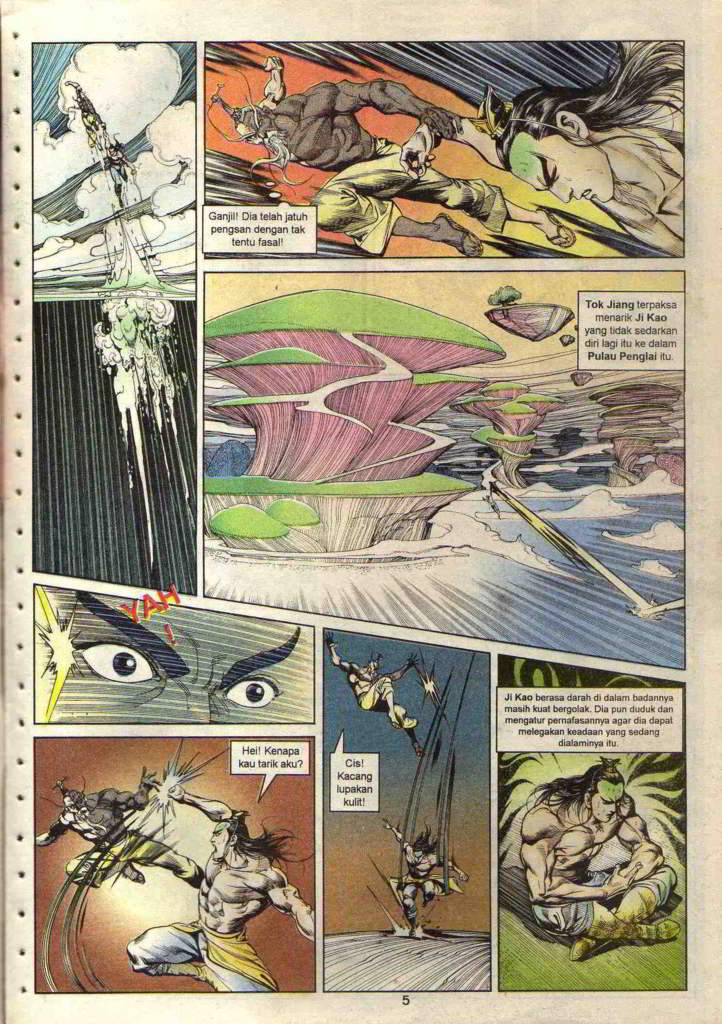 Ganjil! Dia telah jatuh
pengsan dengan tak
tentu fasal!
Tok Jiang terpaksa
menarik Ji Kao
yang tidak sedarkan
diri lagi itu ke dalam
Pulau Penglai itu.
YAH
!
Hei! Kenapa
kau tarik aku?
Cis!
Kacang
lupakan
kulit!
Ji Kao berasa darah di dalam badannya
masih kuat bergolak. Dia pun duduk dan
mengatur pernafasannya agar dia dapat
melegakan keadaan yang sedang
dialaminya itu.
5